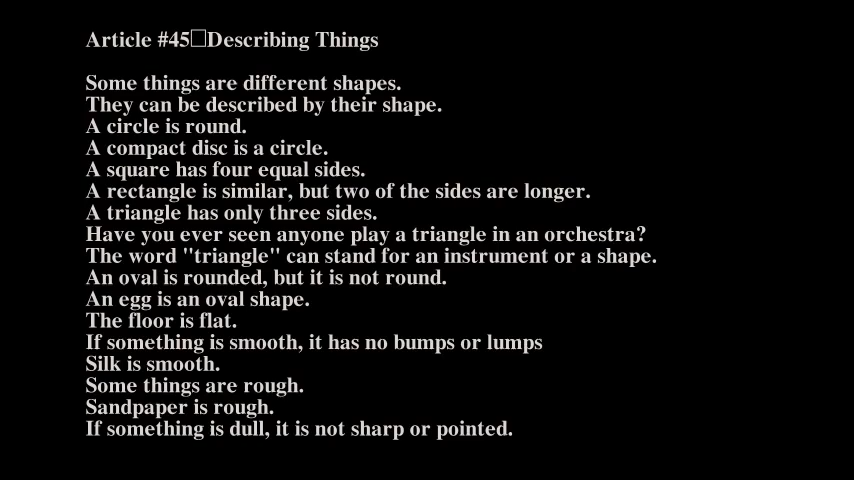 Article #45□Describing Things
Some things are different shapes.
They can be described by their shape.
A circle is round.
A compact disc is a circle.
A square has four equal sides.
A rectangle is similar, but two of the sides are longer.
A triangle has only three sides.
Have you ever seen anyone play a triangle in an orchestra?
The word "triangle" can stand for an instrument or a shape.
An oval is rounded, but it is not round.
An egg is an oval shape.
The floor is flat.
If something is smooth, it has no bumps or lumps
Silk is smooth.
Some things are rough.
Sandpaper is rough.
If something is dull, it is not sharp or pointed.